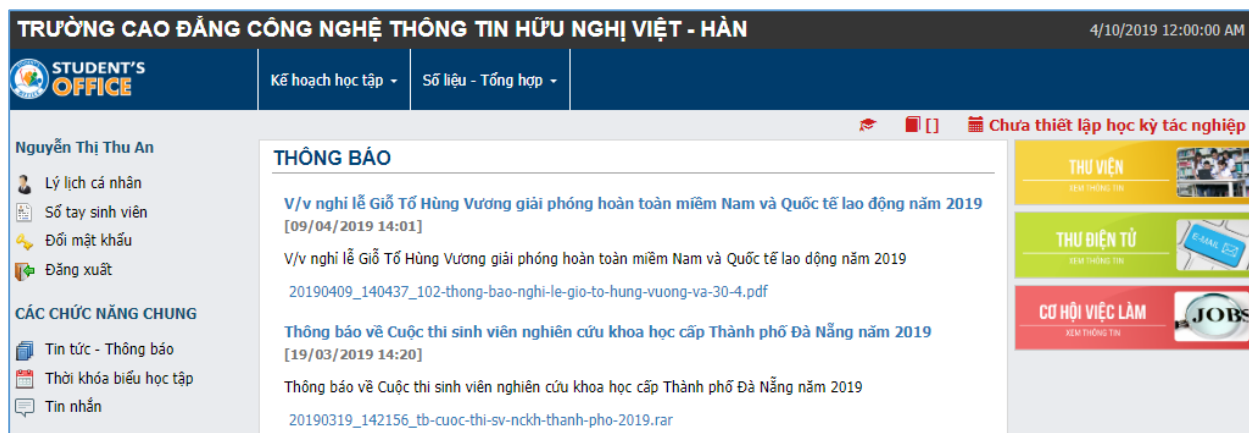 TRƯỜNG CAO ĐẲNG CÔNG NGHỆ THÔNG TIN HỮU NGHỊ VIỆT - HÀN
4/10/2019 12:00:00 AM
STUDENT'S
OFFICE
Kế hoạch học tập
Số liệu - Tổng hợp
[]
Chưa thiết lập học kỳ tác nghiệp
Nguyễn Thị Thu An
Lý lịch cá nhân
Sổ tay sinh viên
Đổi mật khẩu
Đăng xuất
CÁC CHỨC NĂNG CHUNG
Tin tức - Thông báo
Thời khóa biểu học tập
Tin nhắn
THÔNG BÁO
V/v nghỉ lễ Giỗ Tổ Hùng Vương giải phóng hoàn toàn miềm Nam và Quốc tế lao động năm 2019
[09/04/2019 14:01]
V/v nghỉ lễ Giỗ Tổ Hùng Vương giải phóng hoàn toàn miềm Nam và Quốc tế lao dộng năm 2019
20190409_140437_102-thong-bao-nghi-le-gio-to-hung-vuong-va-30-4.pdf
Thông báo về Cuộc thi sinh viên nghiên cứu khoa học cấp Thành phố Đà Nẵng năm 2019
[19/03/2019 14:20]
Thông báo về Cuộc thi sinh viên nghiên cứu khoa học cấp Thành phố Đà Nẵng năm 2019
20190319_142156_tb-cuoc-thi-sv-nckh-thanh-pho-2019.rar
THƯ VIỆN
XEM THÔNG TIN
THƯ ĐIỆN TỬ
XEM THÔNG TIN
E-MAIL
CƠ HỘI VIỆC LÀM
XEM THÔNG TIN
JOBS